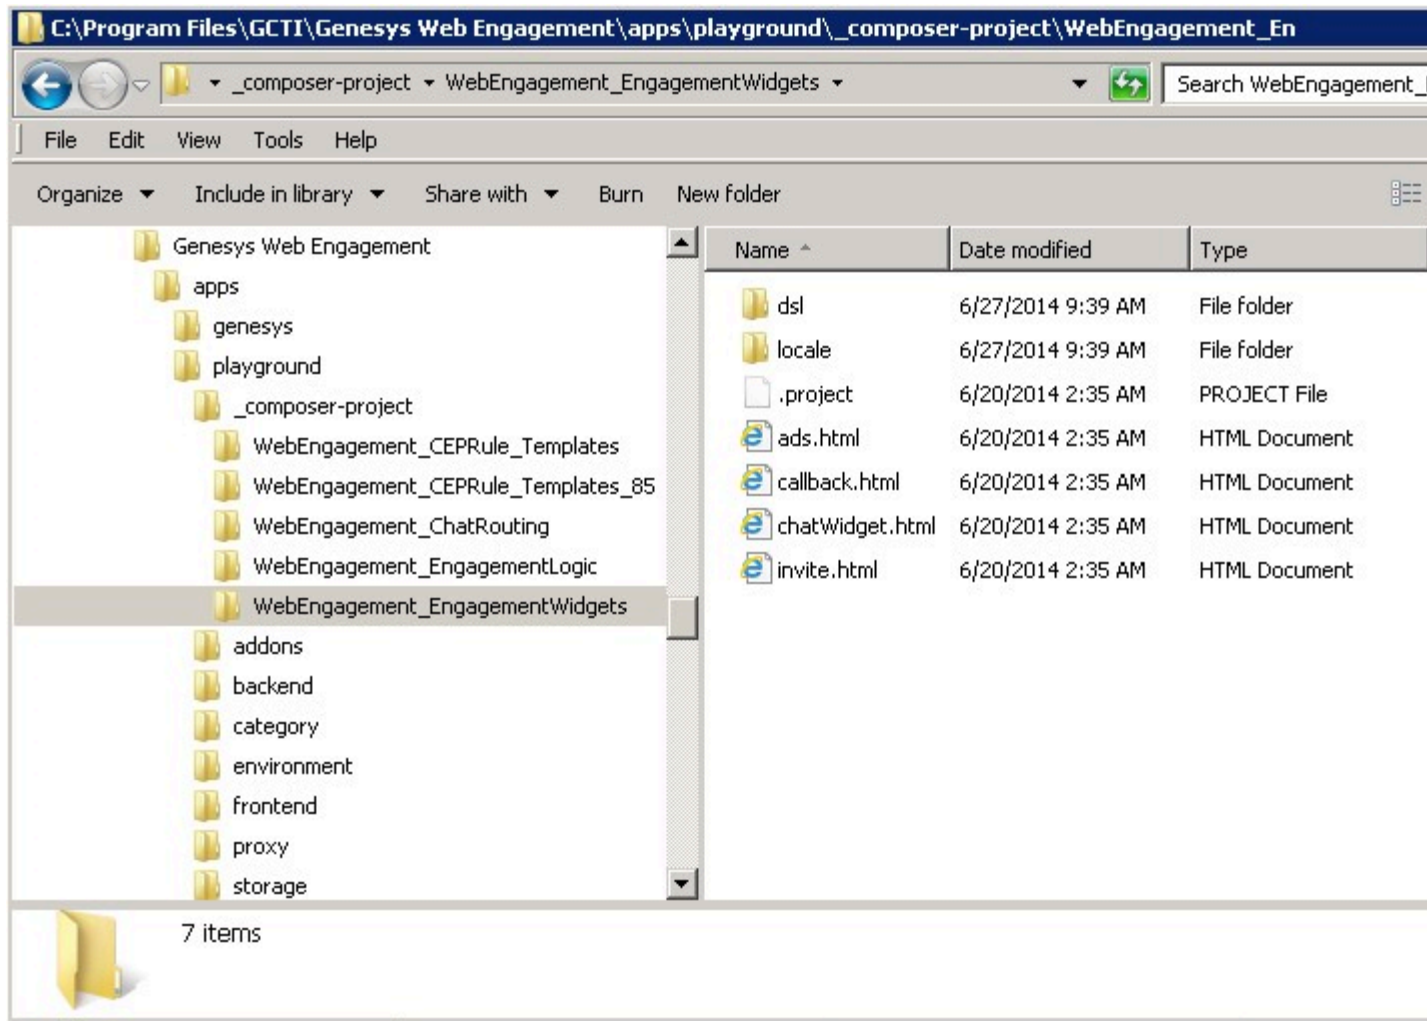 C:\Program Files\GCTI\Genesys Web Engagement\apps\playground\_composer-project\WebEngagement_En
_composer-project WebEngagement_EngagementWidgets
Search WebEngagement_
File Edit View Tools Help
Organize Include in library Share with Burn New folder
Genesys Web Engagement
apps
genesys
playground
_composer-project
WebEngagement_CEPRule_Templates
WebEngagement_CEPRule_Templates_85
WebEngagement_ChatRouting
WebEngagement_EngagementLogic
WebEngagement_EngagementWidgets
addons
backend
category
environment
frontend
proxy
storage
Name Date modified Type
dsl 6/27/2014 9:39 AM File folder
locale 6/27/2014 9:39 AM File folder
.project 6/20/2014 2:35 AM PROJECT File
ads.html 6/20/2014 2:35 AM HTML Document
callback.html 6/20/2014 2:35 AM HTML Document
chatWidget.html 6/20/2014 2:35 AM HTML Document
invite.html 6/20/2014 2:35 AM HTML Document
7 items